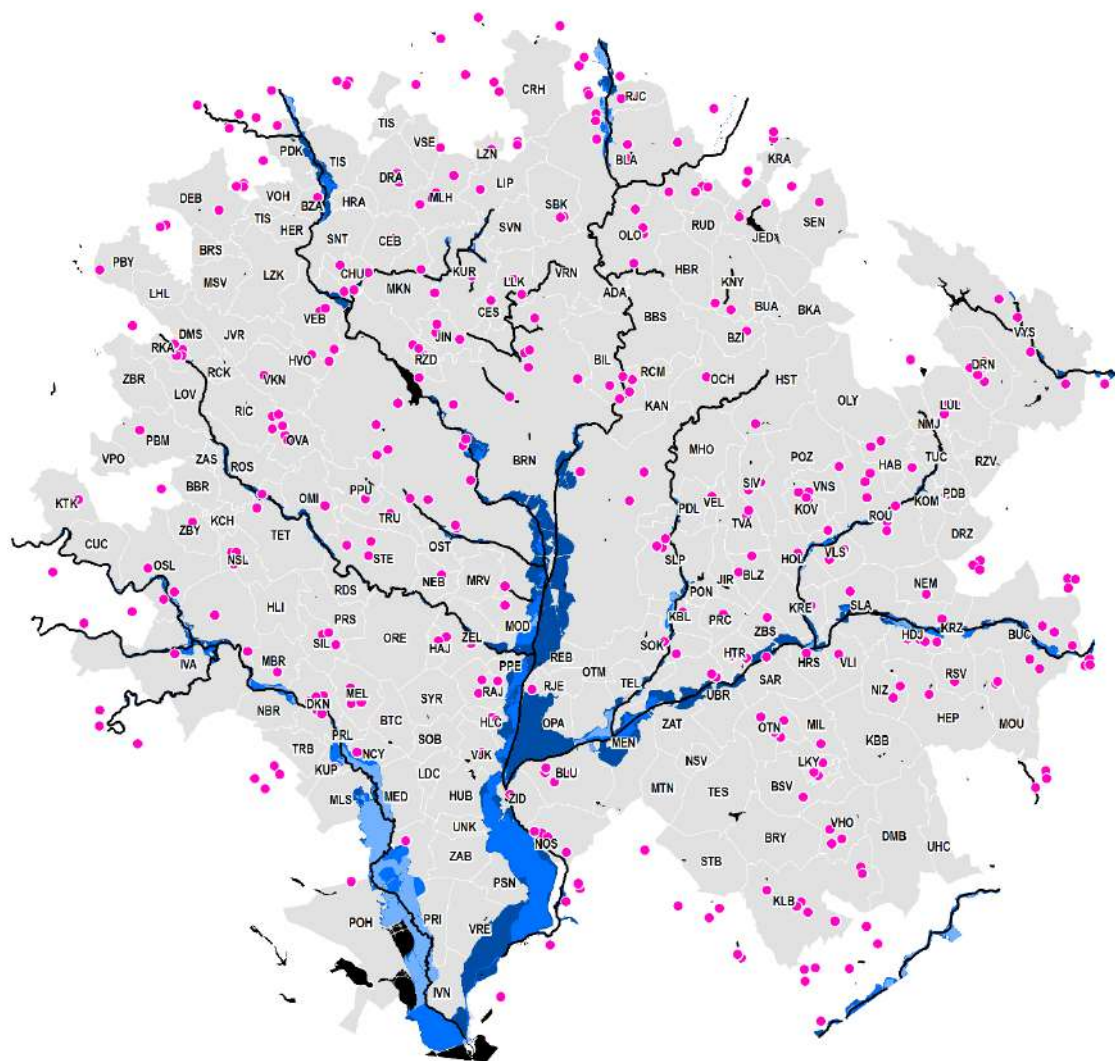 CRH
RJC
TIS
VSE
LZN
BLA
KRA
PDK
TIS
DRA
LIP
MLH
DEB
VOH
BZA
HRA
TIS
SBK
SEN
HER
SVN
RUD
SNT
CEB
OLO
JED
BRS
PBY
LZK
CHU
KUR
VRN
HBR
KNY
MSV
LLK
LHL
MKN
ADA
BUA
CES
BKA
VEB
BBS
VYS
DMS
JVR
JIN
BZI
RKA
RZD
BIL
HVO
DRN
RCK
RCM
ZBR
VKN
OCH
HST
LOV
KAN
OLY
LUL
RIC
NMJ
PBM
OVA
MHO
VPO
ZAS
BRN
POZ
HAB
TUC
RZV
ROS
BBR
SIV
VNS
PDB
KTK
OMI
PPU
VEL
KOV
KOM
PDL
TRU
ROU
KCH
TVA
ZBY
TET
DRZ
CUC
OST
SLP
NSL
STE
HOL
VLS
OSL
NEB
MRV
JIR
BLZ
RDS
PON
NEM
HLI
KRE
SLA
PRS
MOD
KBL
PRC
ZBS
KRZ
SIL
ORE
HAJ
ZEL
SOK
HDJ
BUC
IVA
MBR
PPE
REB
HTR
HRS
VLI
OTM
MEL
RAJ
RJE
TEL
RSV
NIZ
NBR
DKN
SYR
UBR
SAR
HLC
OPA
ZAT
OTN
MIL
HEP
MOU
BTC
PRL
SOB
TRB
NCY
VJK
MEN
KBB
KUP
LDC
BLU
NSV
LKY
MLS
MED
HUB
ZID
MTN
TES
BSV
UNK
NOS
BRY
VHO
DMB
ZAB
STB
UHC
PSN
KLB
POH
PRI
VRE
IVN